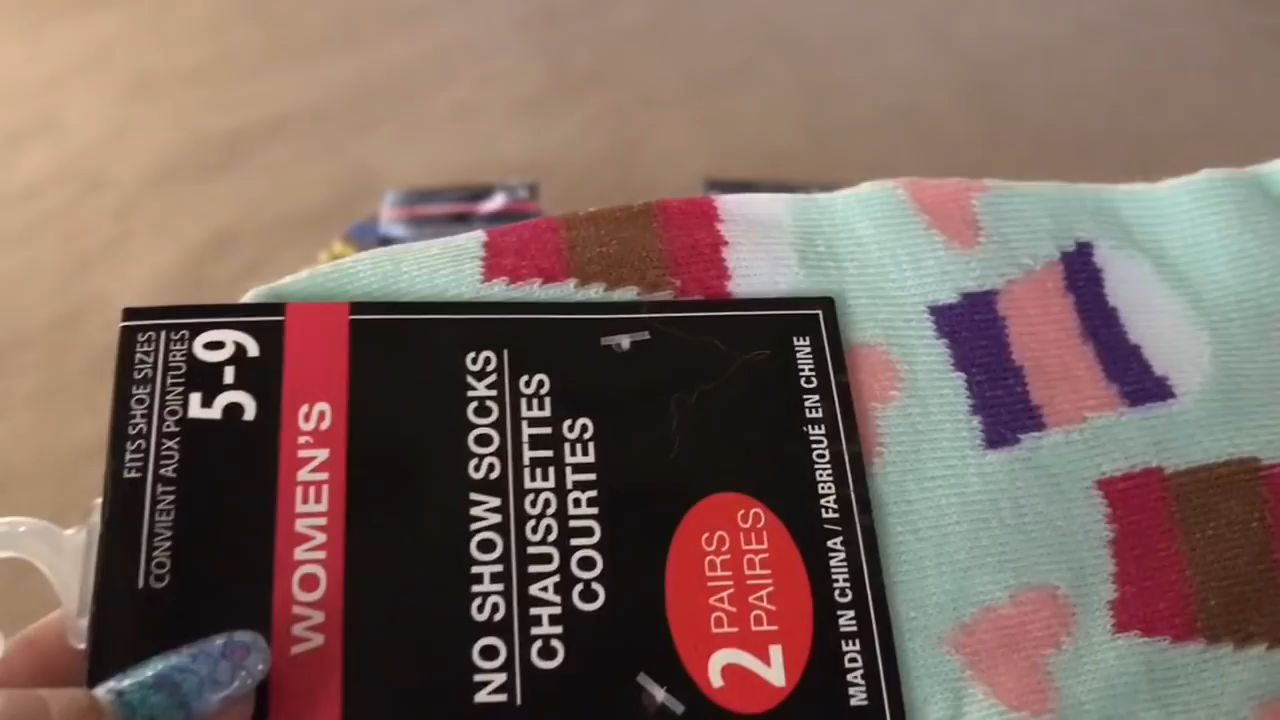 FITS SHOE SIZES
CONVIENT AUX POINTURES
5-9
WOMEN'S
NO SHOW SOCKS
CHAUSSETTES
COURTES
2 PAIRS
PAIRES
MADE IN CHINA / FABRIQUÉ EN CHINE